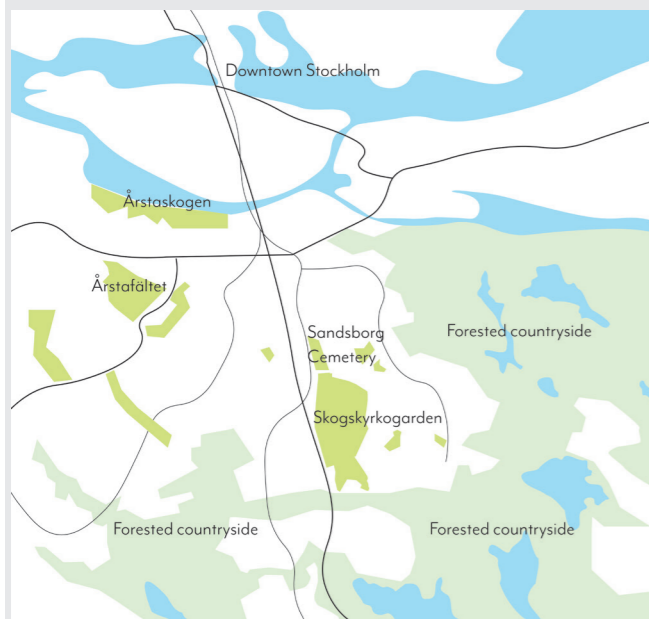 Downtown Stockholm
Årstaskogen
Årstafältet
Sandsborg
Cemetery
Forested countryside
Skogskyrkogarden
Forested countryside
Forested countryside